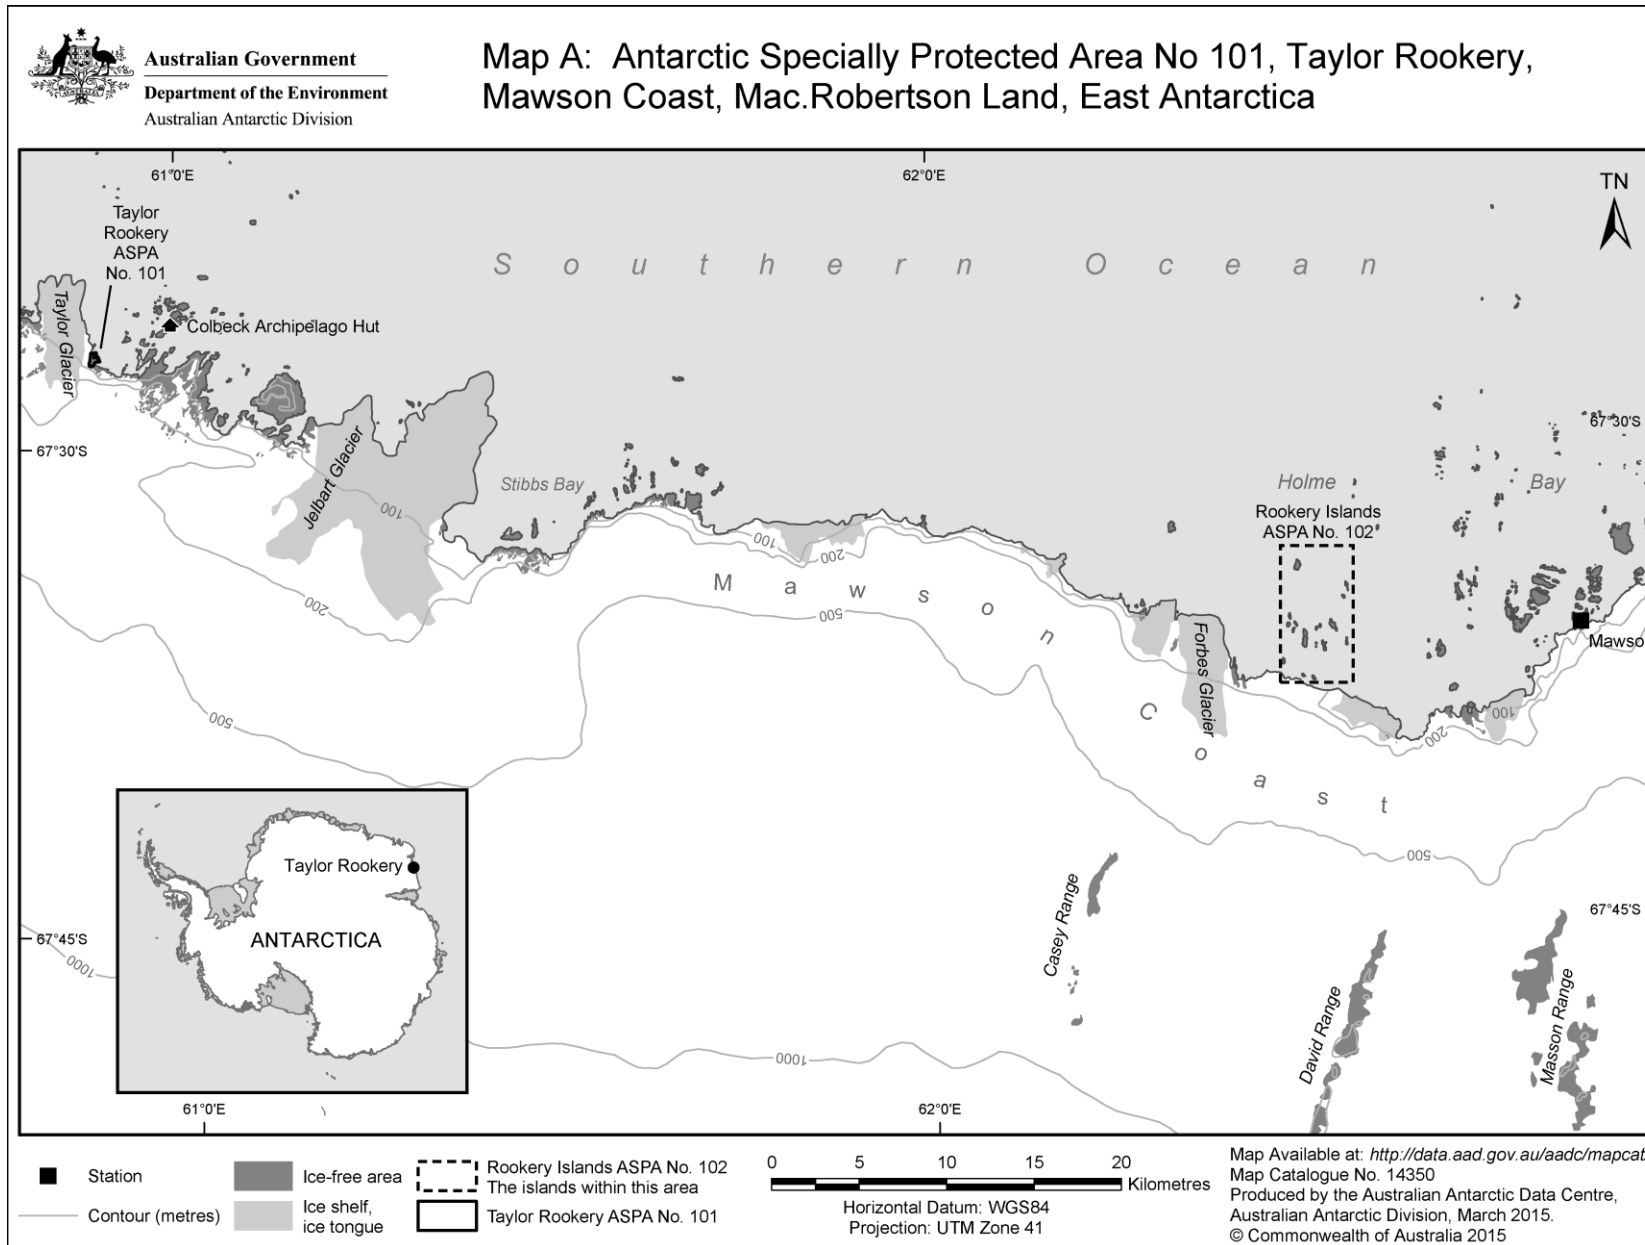 Australian Government
Department of the Environment
Australian Antarctic Division
Map A: Antarctic Specially Protected Area No 101, Taylor Rookery,
Mawson Coast, Mac.Robertson Land, East Antarctica
61°0'E
62°0'E
TN
Taylor
Rookery
ASPA
No. 101
Southern Ocean
Taylor Glacier
Colbeck Archipelago Hut
67°30'S
67°30'S
Jelbart Glacier
100
Stibbs Bay
Holme Bay
Rookery Islands
ASPA No. 102
100
200
Mawson Coast
200
500
500
Forbes Glacier
Mawso
100
200
500
Taylor Rookery
ANTARCTICA
Casey Range
67°45'S
67°45'S
1000
David Range
Masson Range
1000
61°0'E
62°0'E
Station
Contour (metres)
Ice-free area
Ice shelf,
ice tongue
Rookery Islands ASPA No. 102
The islands within this area
Taylor Rookery ASPA No. 101
0 5 10 15 20
Kilometres
Horizontal Datum: WGS84
Projection: UTM Zone 41
Map Available at: http://data.aad.gov.au/aadc/mapcat
Map Catalogue No. 14350
Produced by the Australian Antarctic Data Centre,
Australian Antarctic Division, March 2015.
© Commonwealth of Australia 2015